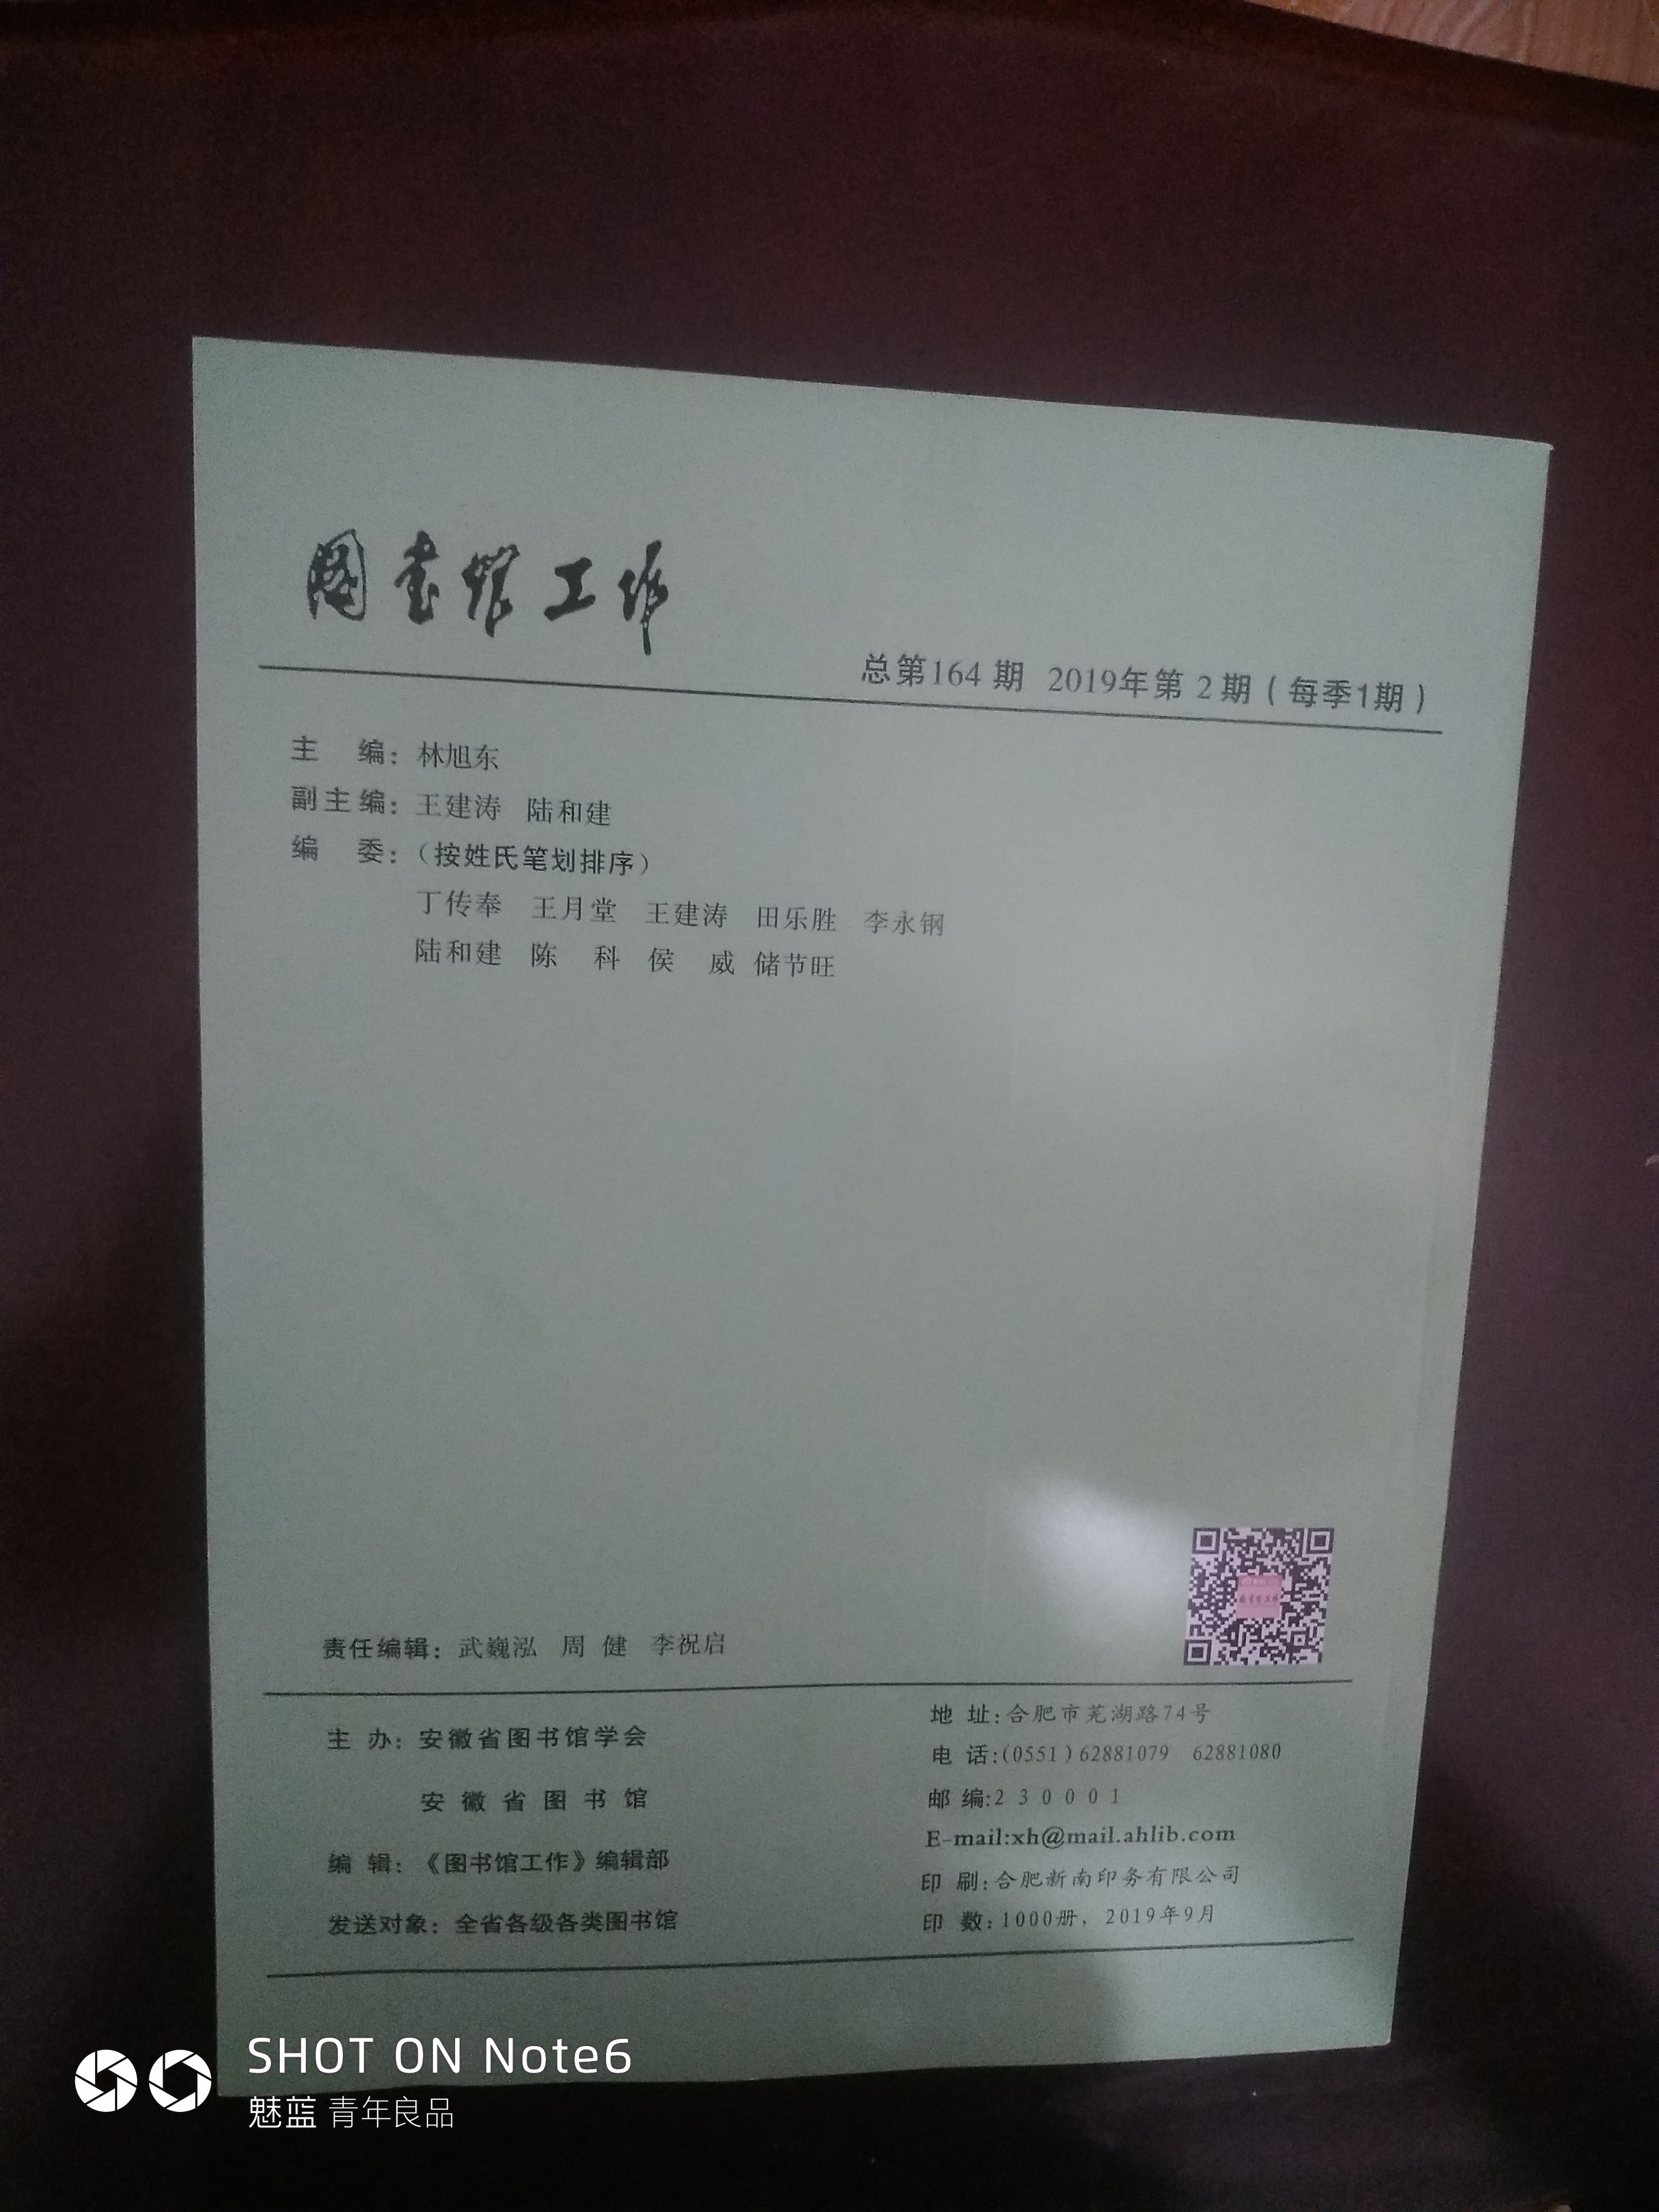 图书馆工作
总第164期 2019年第2期（每季1期）
主 编：林旭东
副主编：王建涛 陆和建
编 委：（按姓氏笔划排序）
丁传奉 王月堂 王建涛 田乐胜 李永钢
陆和建 陈 科 侯 威 储节旺
图书馆工作
责任编辑：武巍泓 周 健 李祝启
主 办：安徽省图书馆学会
安徽省图书馆
编 辑：《图书馆工作》编辑部
发送对象：全省各级各类图书馆
地 址：合肥市芜湖路74号
电 话：(0551)62881079 62881080
邮 编:230001
E-mail:xh@mail.ahlib.com
印 刷：合肥新南印务有限公司
印 数：1000册，2019年9月
SHOT ON Note6
魅蓝 青年良品